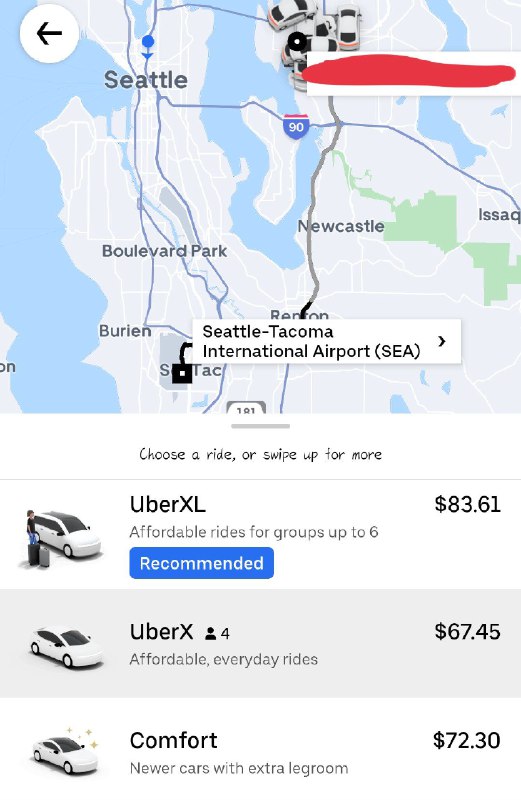 Seattle
90
Newcastle
Issaq
Boulevard Park
Renton
Burien
Seattle-Tacoma
International Airport (SEA)
on
Tac
181
Choose a ride, or swipe up for more
UberXL
$83.61
Affordable rides for groups up to 6
Recommended
UberX 4
$67.45
Affordable, everyday rides
Comfort
$72.30
Newer cars with extra legroom